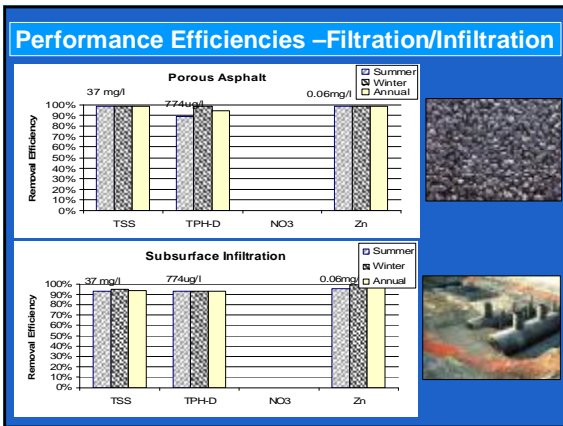 Performance Efficiencies –Filtration/Infiltration
Porous Asphalt
Summer
Winter
Annual
37 mg/l
774ug/l
0.06mg/l
Removal Efficiency
100%
90%
80%
70%
60%
50%
40%
30%
20%
10%
0%
TSS
TPH-D
NO3
Zn
Subsurface Infiltration
Summer
Winter
Annual
37 mg/l
774ug/l
0.06mg/
Removal Efficiency
100%
90%
80%
70%
60%
50%
40%
30%
20%
10%
0%
TSS
TPH-D
NO3
Zn